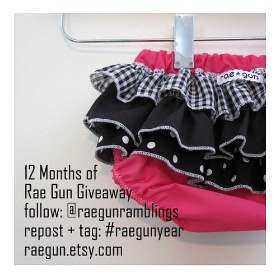 rae ● gun
12 Months of
Rae Gun Giveaway
follow: @raegunramblings
repost + tag: #raegunyear
raegun.etsy.com